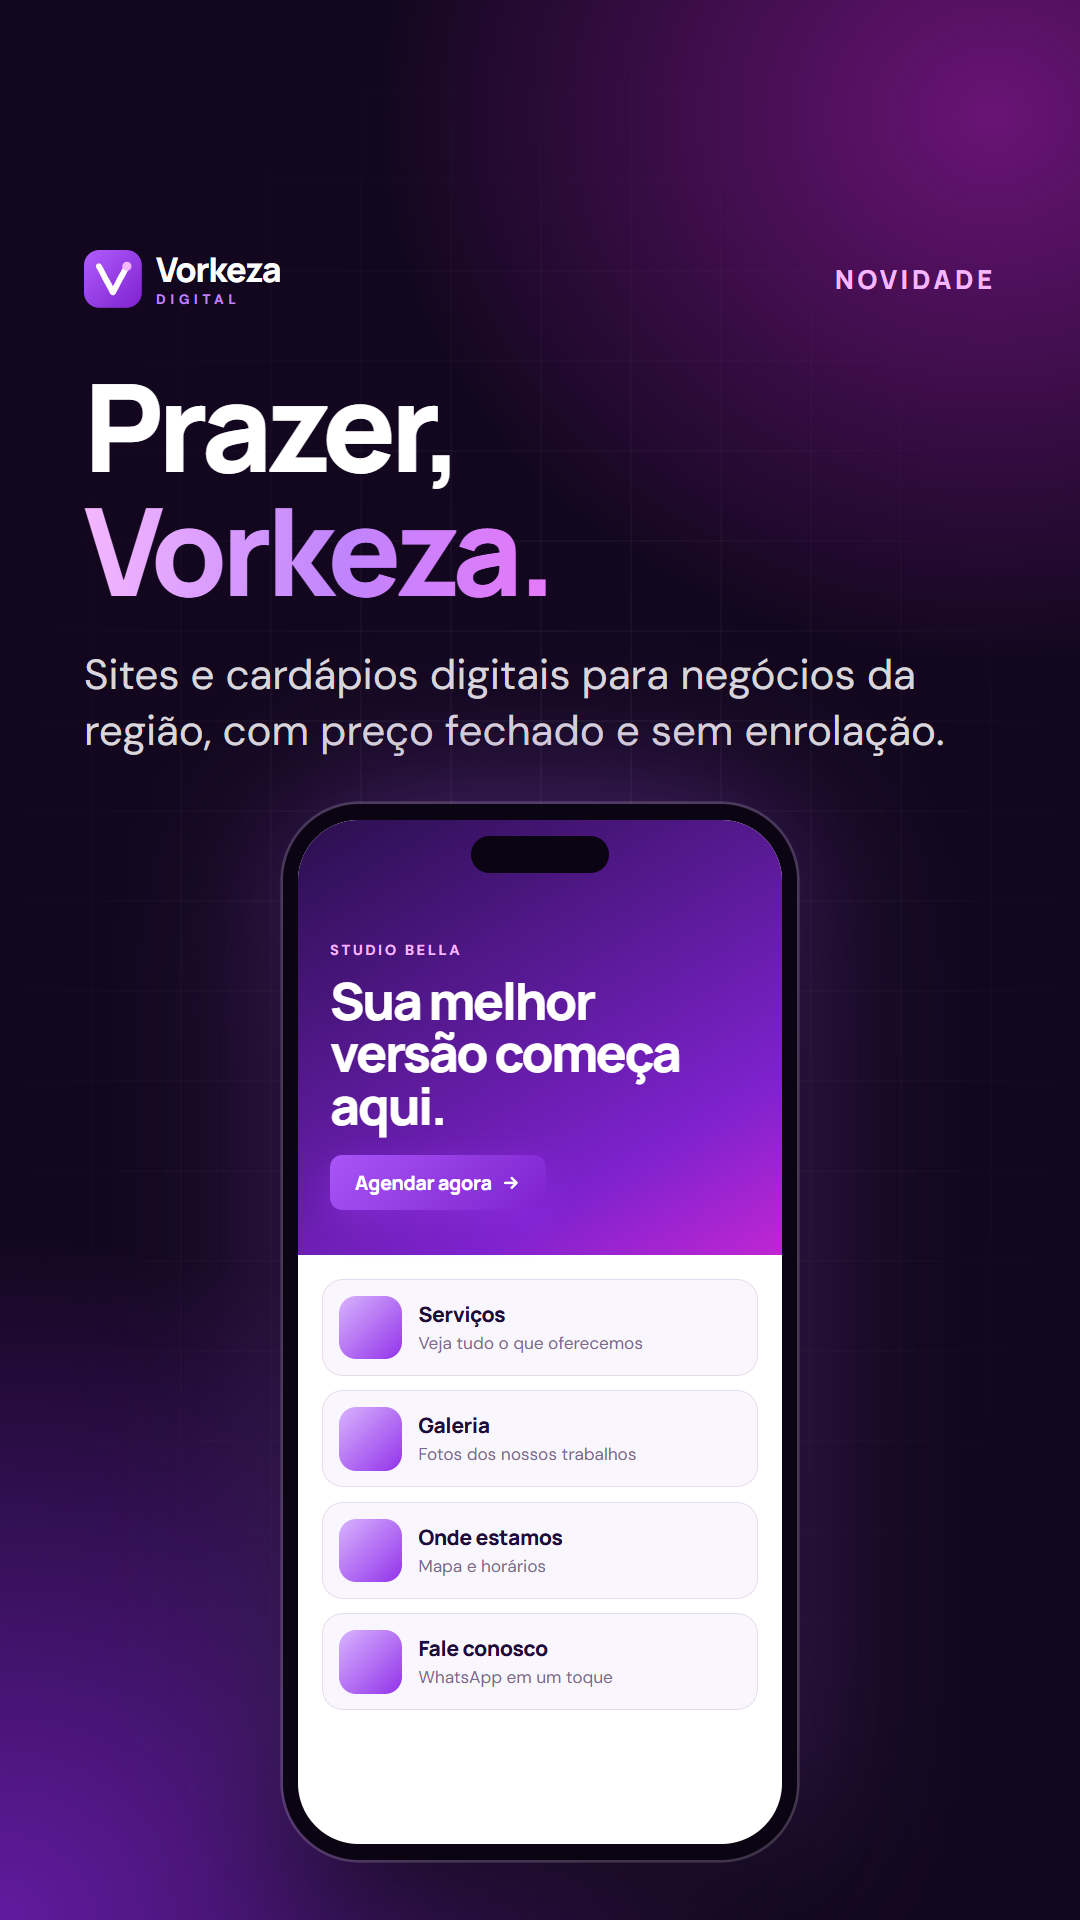 Vorkeza
DIGITAL
NOVIDADE
Prazer,
Vorkeza.
Sites e cardápios digitais para negócios da
região, com preço fechado e sem enrolação.
STUDIO BELLA
Sua melhor
versão começa
aqui.
Agendar agora →
Serviços
Veja tudo o que oferecemos
Galeria
Fotos dos nossos trabalhos
Onde estamos
Mapa e horários
Fale conosco
WhatsApp em um toque